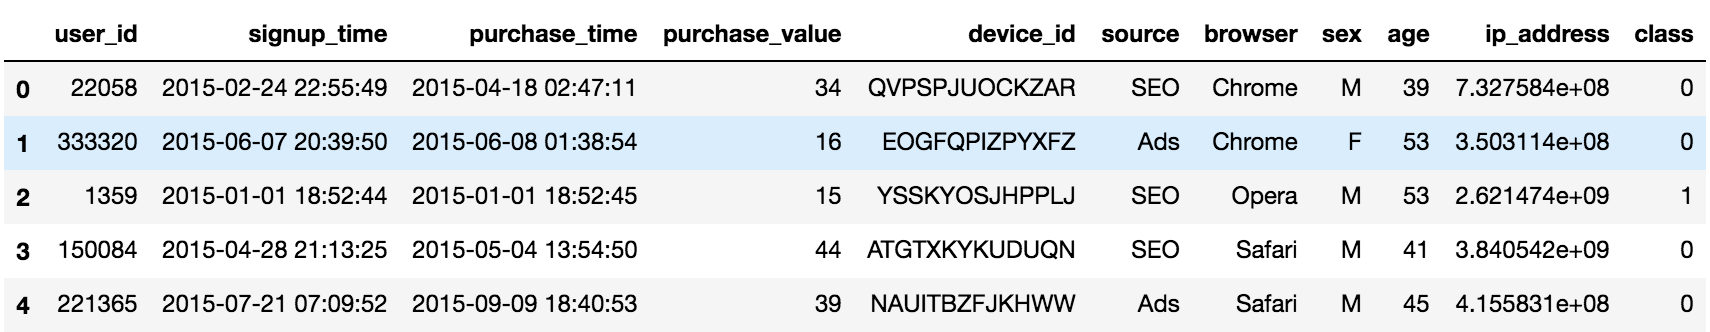 user_id signup_time purchase_time purchase_value device_id source browser sex age ip_address class
0 22058 2015-02-24 22:55:49 2015-04-18 02:47:11 34 QVPSPJUOCKZAR SEO Chrome M 39 7.327584e+08 0
1 333320 2015-06-07 20:39:50 2015-06-08 01:38:54 16 EOGFQPIZPYXFZ Ads Chrome F 53 3.503114e+08 0
2 1359 2015-01-01 18:52:44 2015-01-01 18:52:45 15 YSSKYOSJHPPLJ SEO Opera M 53 2.621474e+09 1
3 150084 2015-04-28 21:13:25 2015-05-04 13:54:50 44 ATGTXKYKUDUQN SEO Safari M 41 3.840542e+09 0
4 221365 2015-07-21 07:09:52 2015-09-09 18:40:53 39 NAUITBZFJKHWW Ads Safari M 45 4.155831e+08 0